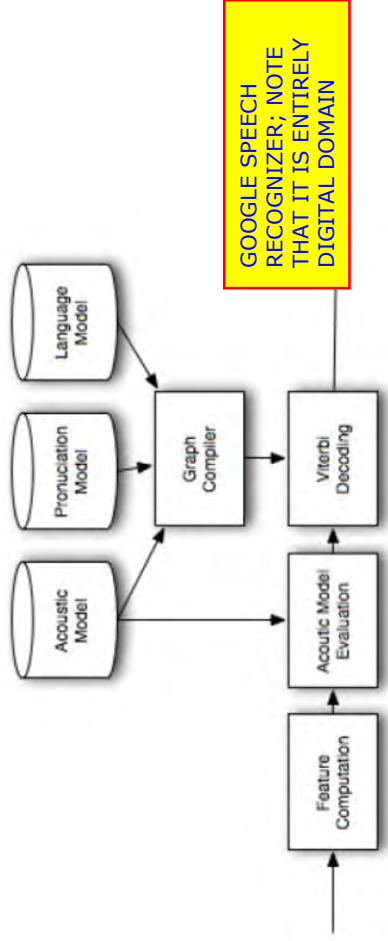 Acoustic
Model
Pronuciation
Model
Language
Model
Graph
Compiler
Feature
Computation
Acoutic Model
Evaluation
Viterbi
Decoding
GOOGLE SPEECH
RECOGNIZER; NOTE
THAT IT IS ENTIRELY
DIGITAL DOMAIN